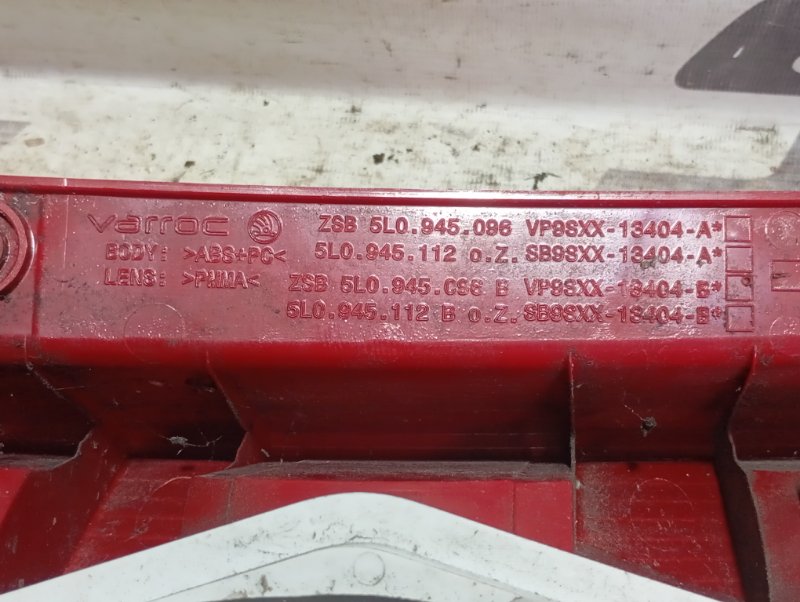 varroc ZSB 5L0.945.096 VP9SXX-13404-A*
BODY: >ABS+PC< 5L0.945.112 o.Z. SB9SXX-13404-A*
LENS: >PMMA< ZSB 5L0.945.096 B VP9SXX-13404-B*
5L0.945.112 B o.Z. SB9SXX-13404-B*